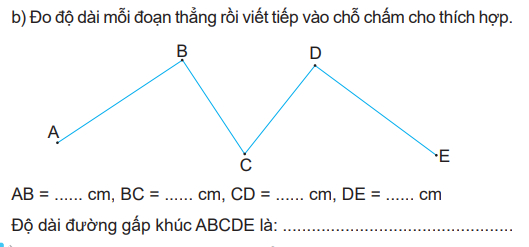 b) Đo độ dài mỗi đoạn thẳng rồi viết tiếp vào chỗ chấm cho thích hợp.
B
D
A
E
C
AB = ...... cm, BC = ...... cm, CD = ...... cm, DE = ...... cm
Độ dài đường gấp khúc ABCDE là: ................................................